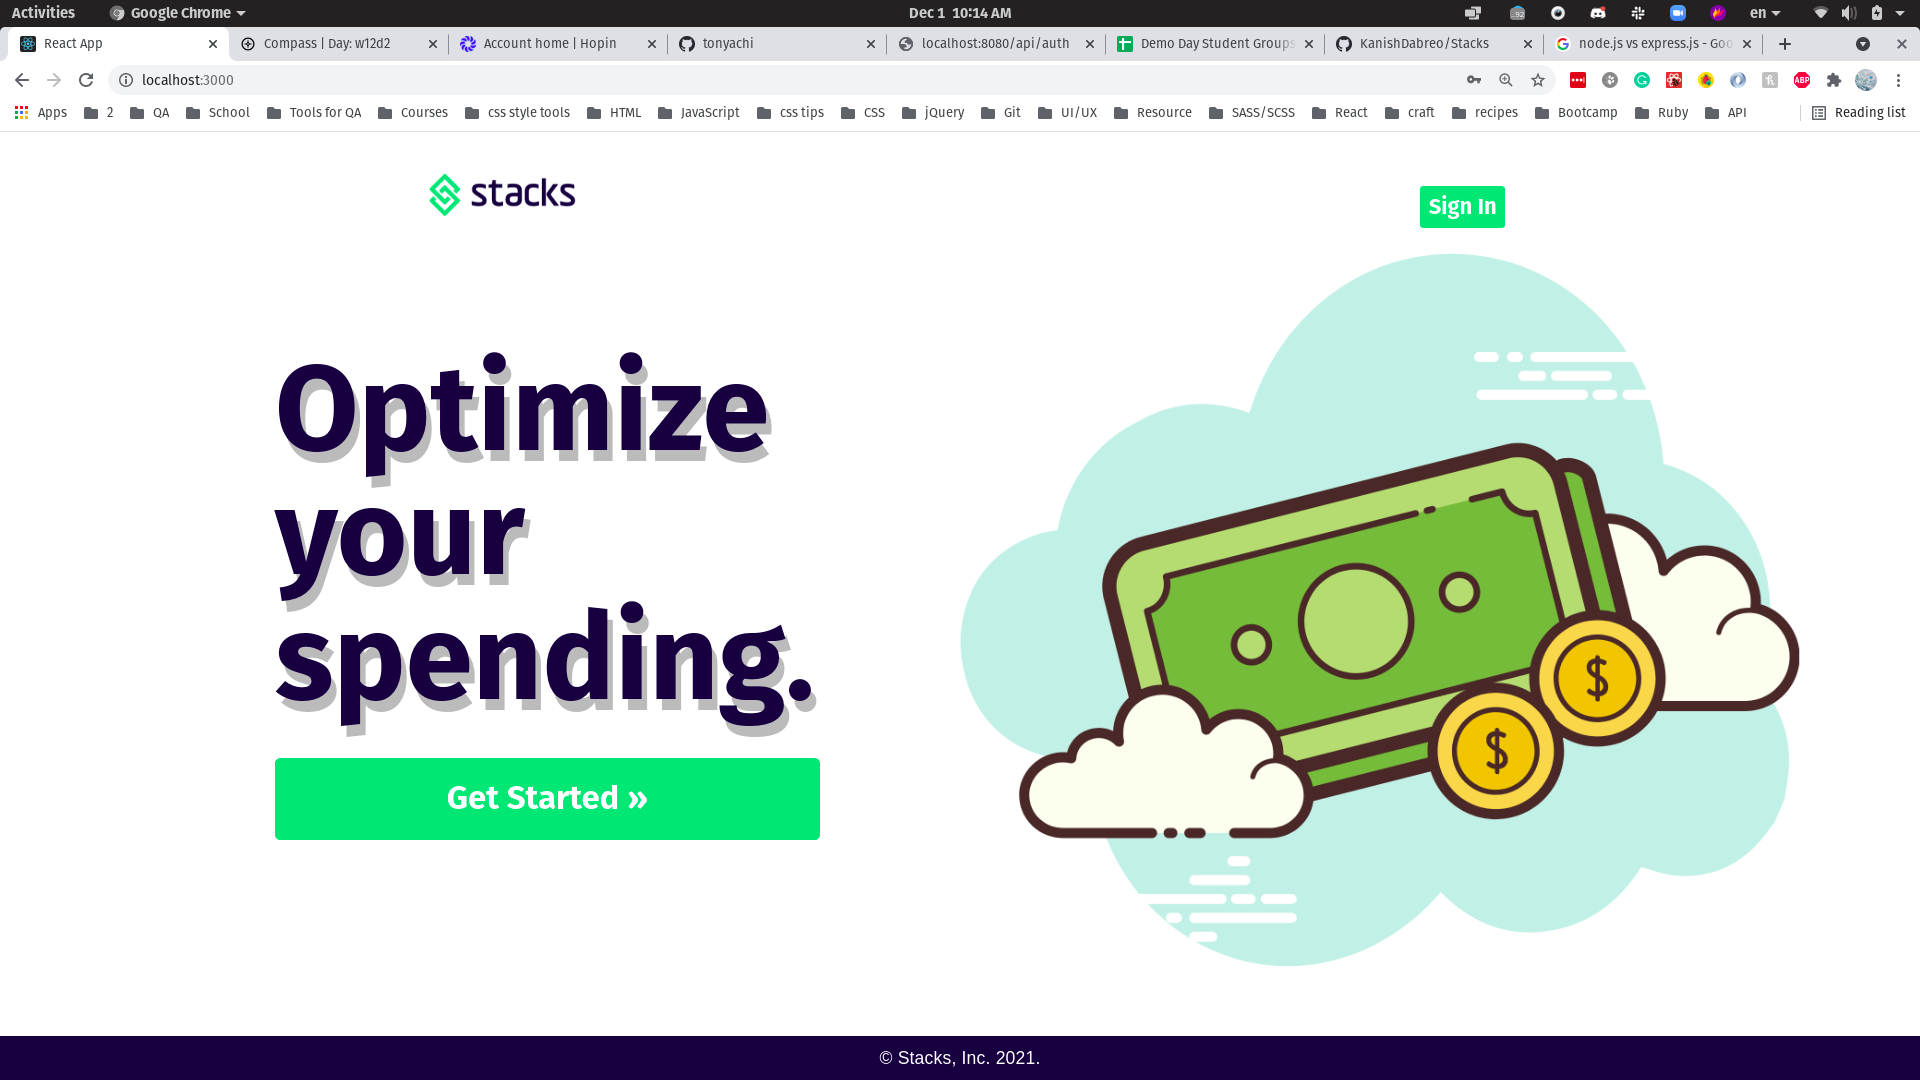 Activities
Google Chrome
Dec 1 10:14 AM
en
React App
Compass | Day: w12d2
Account home | Hopin
tonyachi
localhost:8080/api/auth
Demo Day Student Groups
KanishDabreo/Stacks
node.js vs express.js - Goo
localhost:3000
ABP
Apps
2
QA
School
Tools for QA
Courses
css style tools
HTML
JavaScript
css tips
CSS
jQuery
Git
UI/UX
Resource
SASS/SCSS
React
craft
recipes
Bootcamp
Ruby
API
Reading list
stacks
Sign In
Optimize
your
spending.
$
$
Get Started »
© Stacks, Inc. 2021.